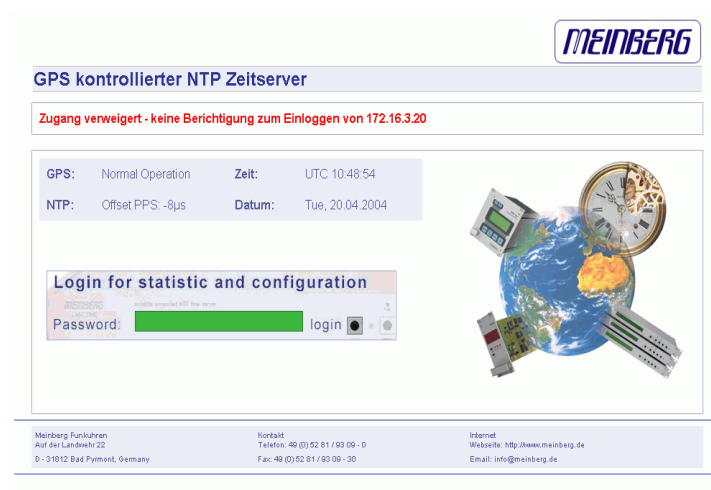 MEINBERG
GPS kontrollierter NTP Zeitserver
Zugang verweigert - keine Berichtigung zum Einloggen von 172.16.3.20
GPS: Normal Operation Zeit: UTC 10:48:54
NTP: Offset PPS: -8µs Datum: Tue, 20.04.2004
Login for statistic and configuration
MEINBERG
Password: login
Meinberg Funkuhren Kontakt Internet
Auf der Landwehr 22 Telefon: 49 (0) 52 81 / 93 09 - 0 Webseite: http://www.meinberg.de
D - 31812 Bad Pyrmont, Germany Fax: 49 (0) 52 81 / 93 09 - 30 Email: info@meinberg.de